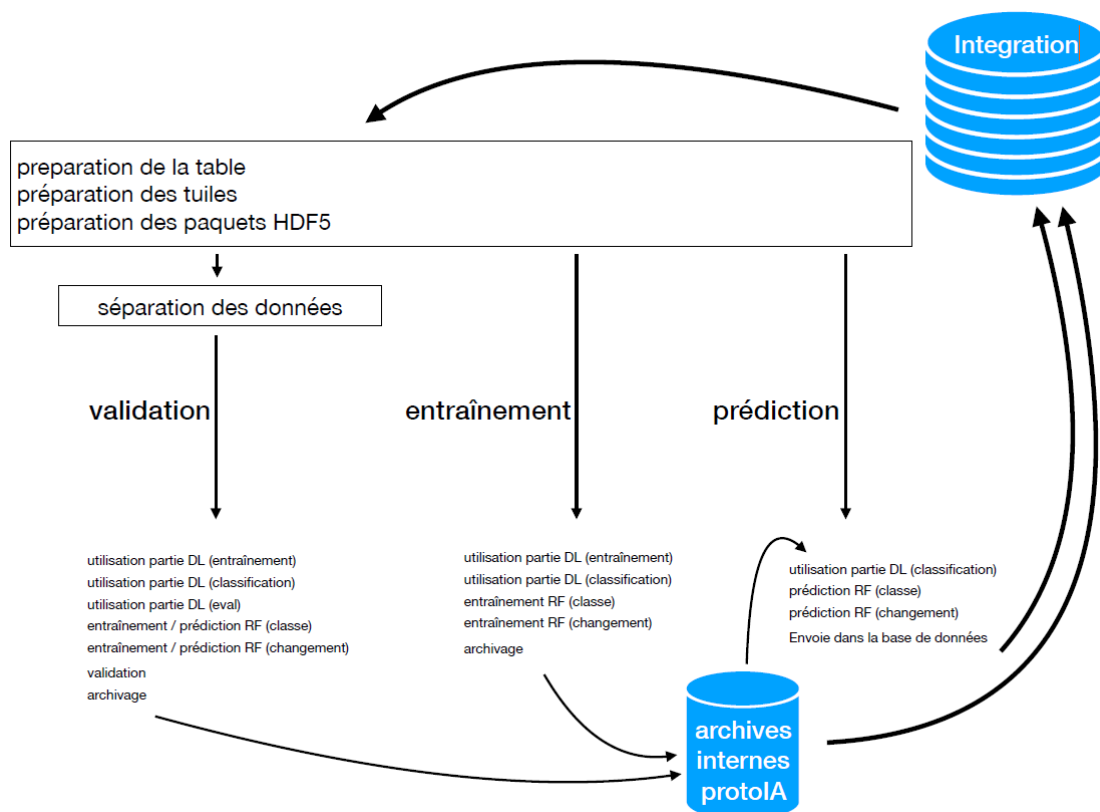 Integration
preparation de la table
préparation des tuiles
préparation des paquets HDF5
séparation des données
validation
entraînement
prédiction
utilisation partie DL (entraînement)
utilisation partie DL (classification)
utilisation partie DL (eval)
entraînement / prédiction RF (classe)
entraînement / prédiction RF (changement)
validation
archivage
utilisation partie DL (entraînement)
utilisation partie DL (classification)
entraînement RF (classe)
entraînement RF (changement)
archivage
utilisation partie DL (classification)
prédiction RF (classe)
prédiction RF (changement)
Envoie dans la base de données
archives
internes
protoIA